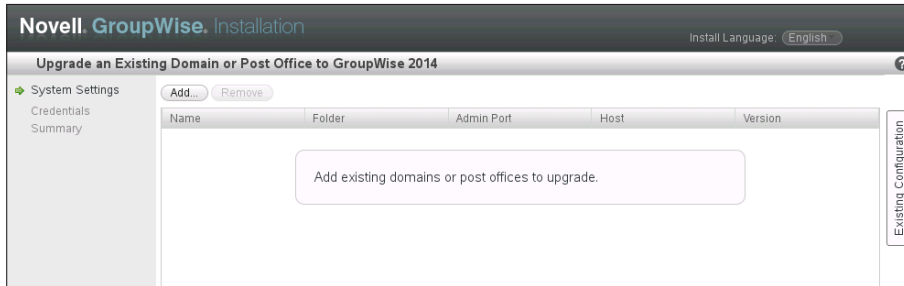 Novell. GroupWise. Installation
Install Language: English
Upgrade an Existing Domain or Post Office to GroupWise 2014
?
System Settings
Credentials
Summary
Add... Remove
Name Folder Admin Port Host Version
Add existing domains or post offices to upgrade.
Existing Configuration